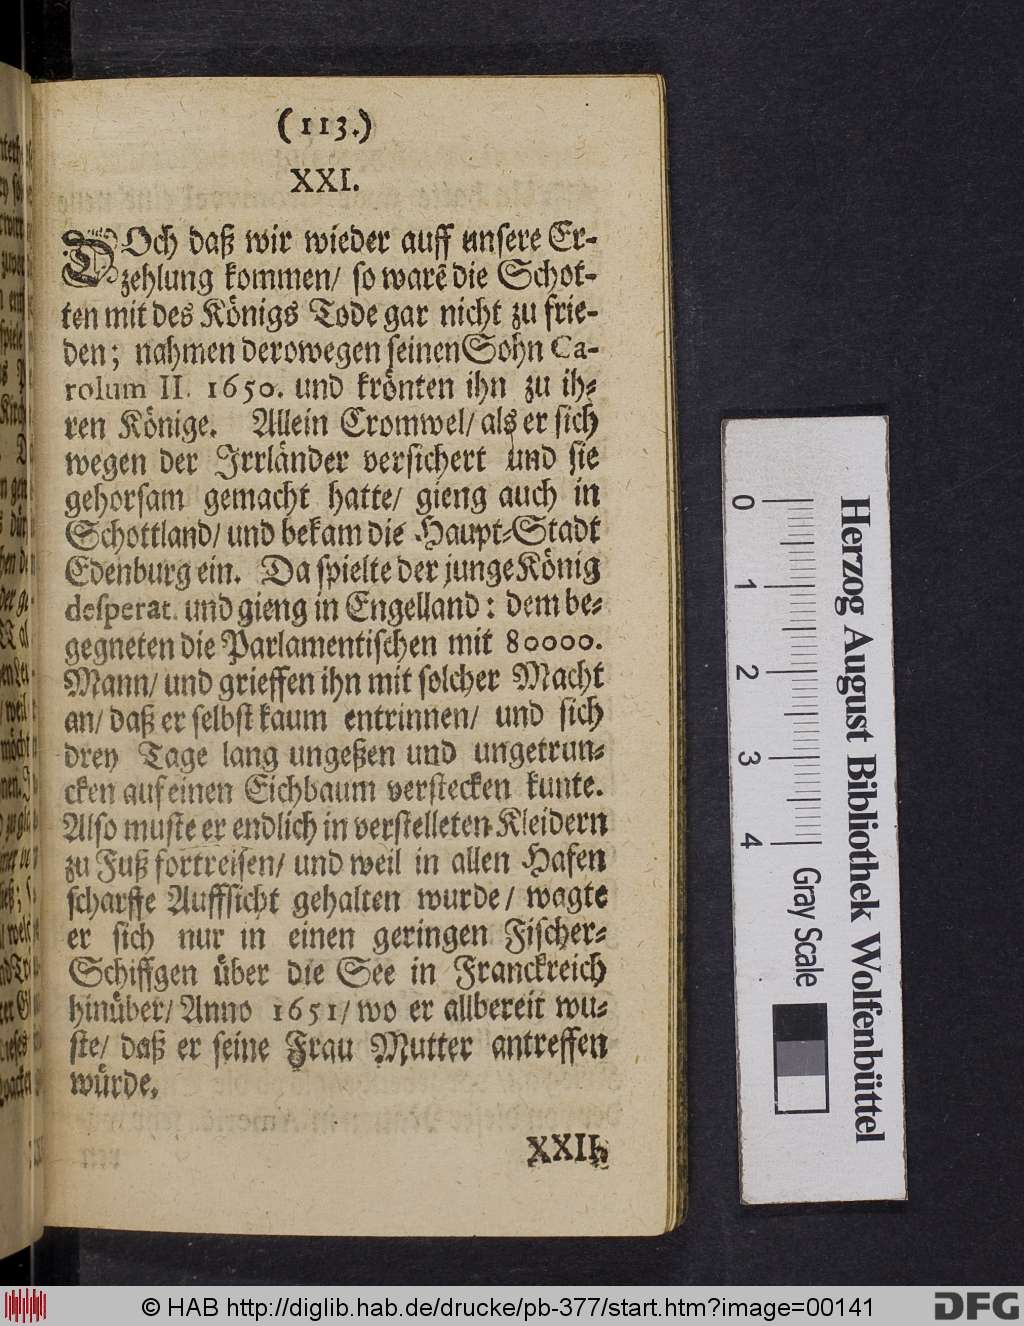 (113.)
XXI.
DOch daß wir wieder auff unsere Er-
zehlung kommen/ so warē die Schot-
ten mit des Königs Tode gar nicht zu frie-
den; nahmen derowegen seinen Sohn Ca-
rolum II. 1650. und krönten ihn zu ih-
ren Könige. Allein Cromwel/ als er sich
wegen der Irrländer versichert und sie
gehorsam gemacht hatte/ gieng auch in
Schottland/ und bekam die Haupt-Stadt
Edenburg ein. Da spielte der junge König
desperat. und gieng in Engelland: dem be-
gegneten die Parlamentischen mit 80000.
Mann/ und grieffen ihn mit solcher Macht
an/ daß er selbst kaum entrinnen/ und sich
drey Tage lang ungeßen und ungetrun-
cken auf einen Eichbaum verstecken kunte.
Also muste er endlich in verstelleten Kleidern
zu Fuß fortreisen/ und weil in allen Hafen
scharffe Auffsicht gehalten wurde/ wagte
er sich nur in einen geringen Fischer-
Schiffgen über die See in Franckreich
hinüber/ Anno 1651/ wo er allbereit wu-
ste/ daß er seine Frau Mutter antreffen
würde.
XXII.
0 1 2 3 4
Gray Scale
Herzog August Bibliothek Wolfenbüttel
© HAB http://diglib.hab.de/drucke/pb-377/start.htm?image=00141
DFG